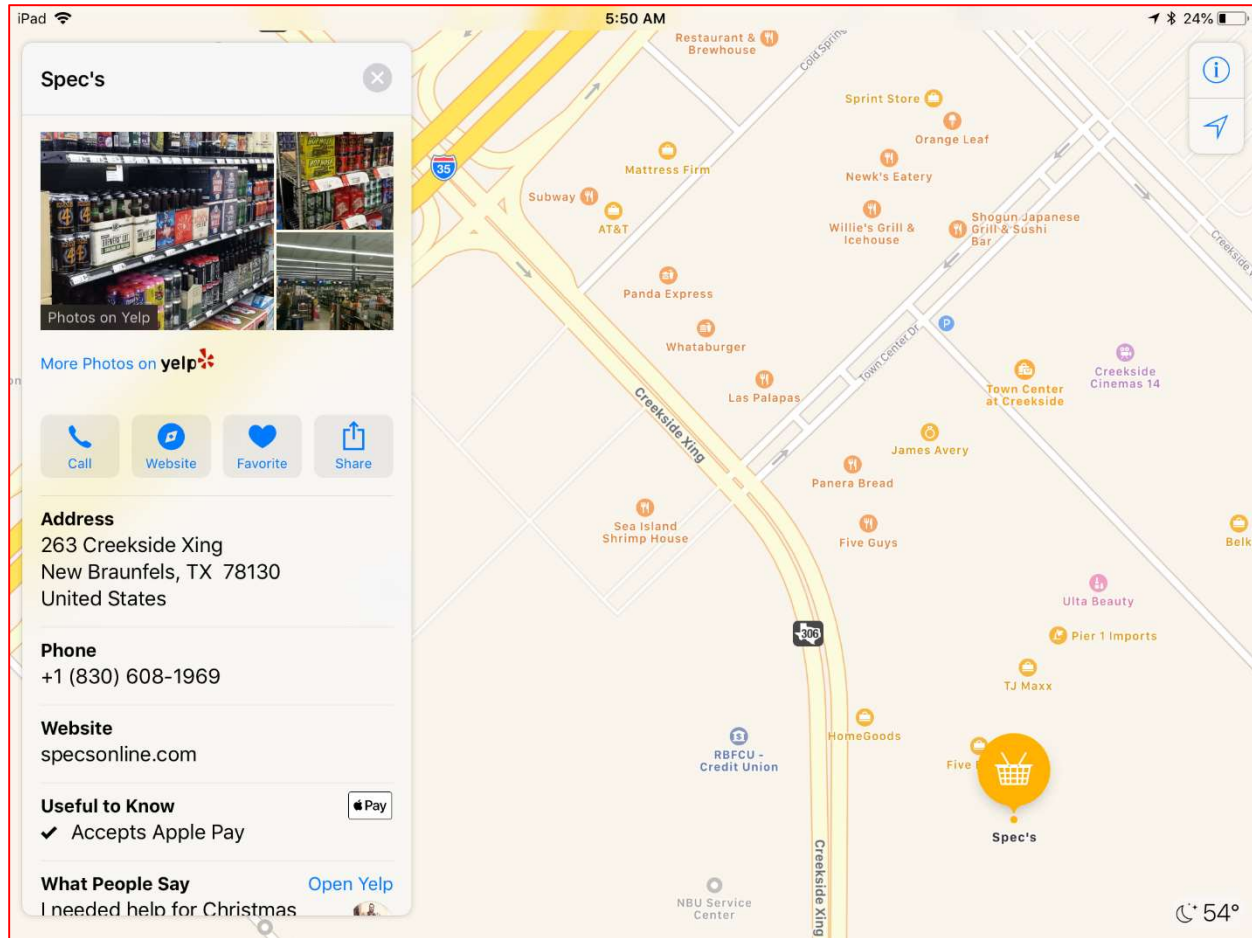 iPad
5:50 AM
24%
Spec's
Photos on Yelp
More Photos on yelp
Call
Website
Favorite
Share
Address
263 Creekside Xing
New Braunfels, TX 78130
United States
Phone
+1 (830) 608-1969
Website
specsonline.com
Useful to Know
Pay
✓ Accepts Apple Pay
What People Say
Open Yelp
I needed help for Christmas
Restaurant &
Brewhouse
Cold Spring
Sprint Store
Orange Leaf
35
Mattress Firm
Newk's Eatery
Subway
AT&T
Willie's Grill &
Icehouse
Shogun Japanese
Grill & Sushi
Bar
Creekside
Panda Express
Whataburger
P
Town Center Dr
Las Palapas
Town Center
at Creekside
Creekside
Cinemas 14
Creekside Xing
James Avery
Panera Bread
Sea Island
Shrimp House
Five Guys
Belk
Ulta Beauty
306
Pier 1 Imports
TJ Maxx
HomeGoods
RBFCU -
Credit Union
Five
Spec's
Creekside Xing
NBU Service
Center
54°